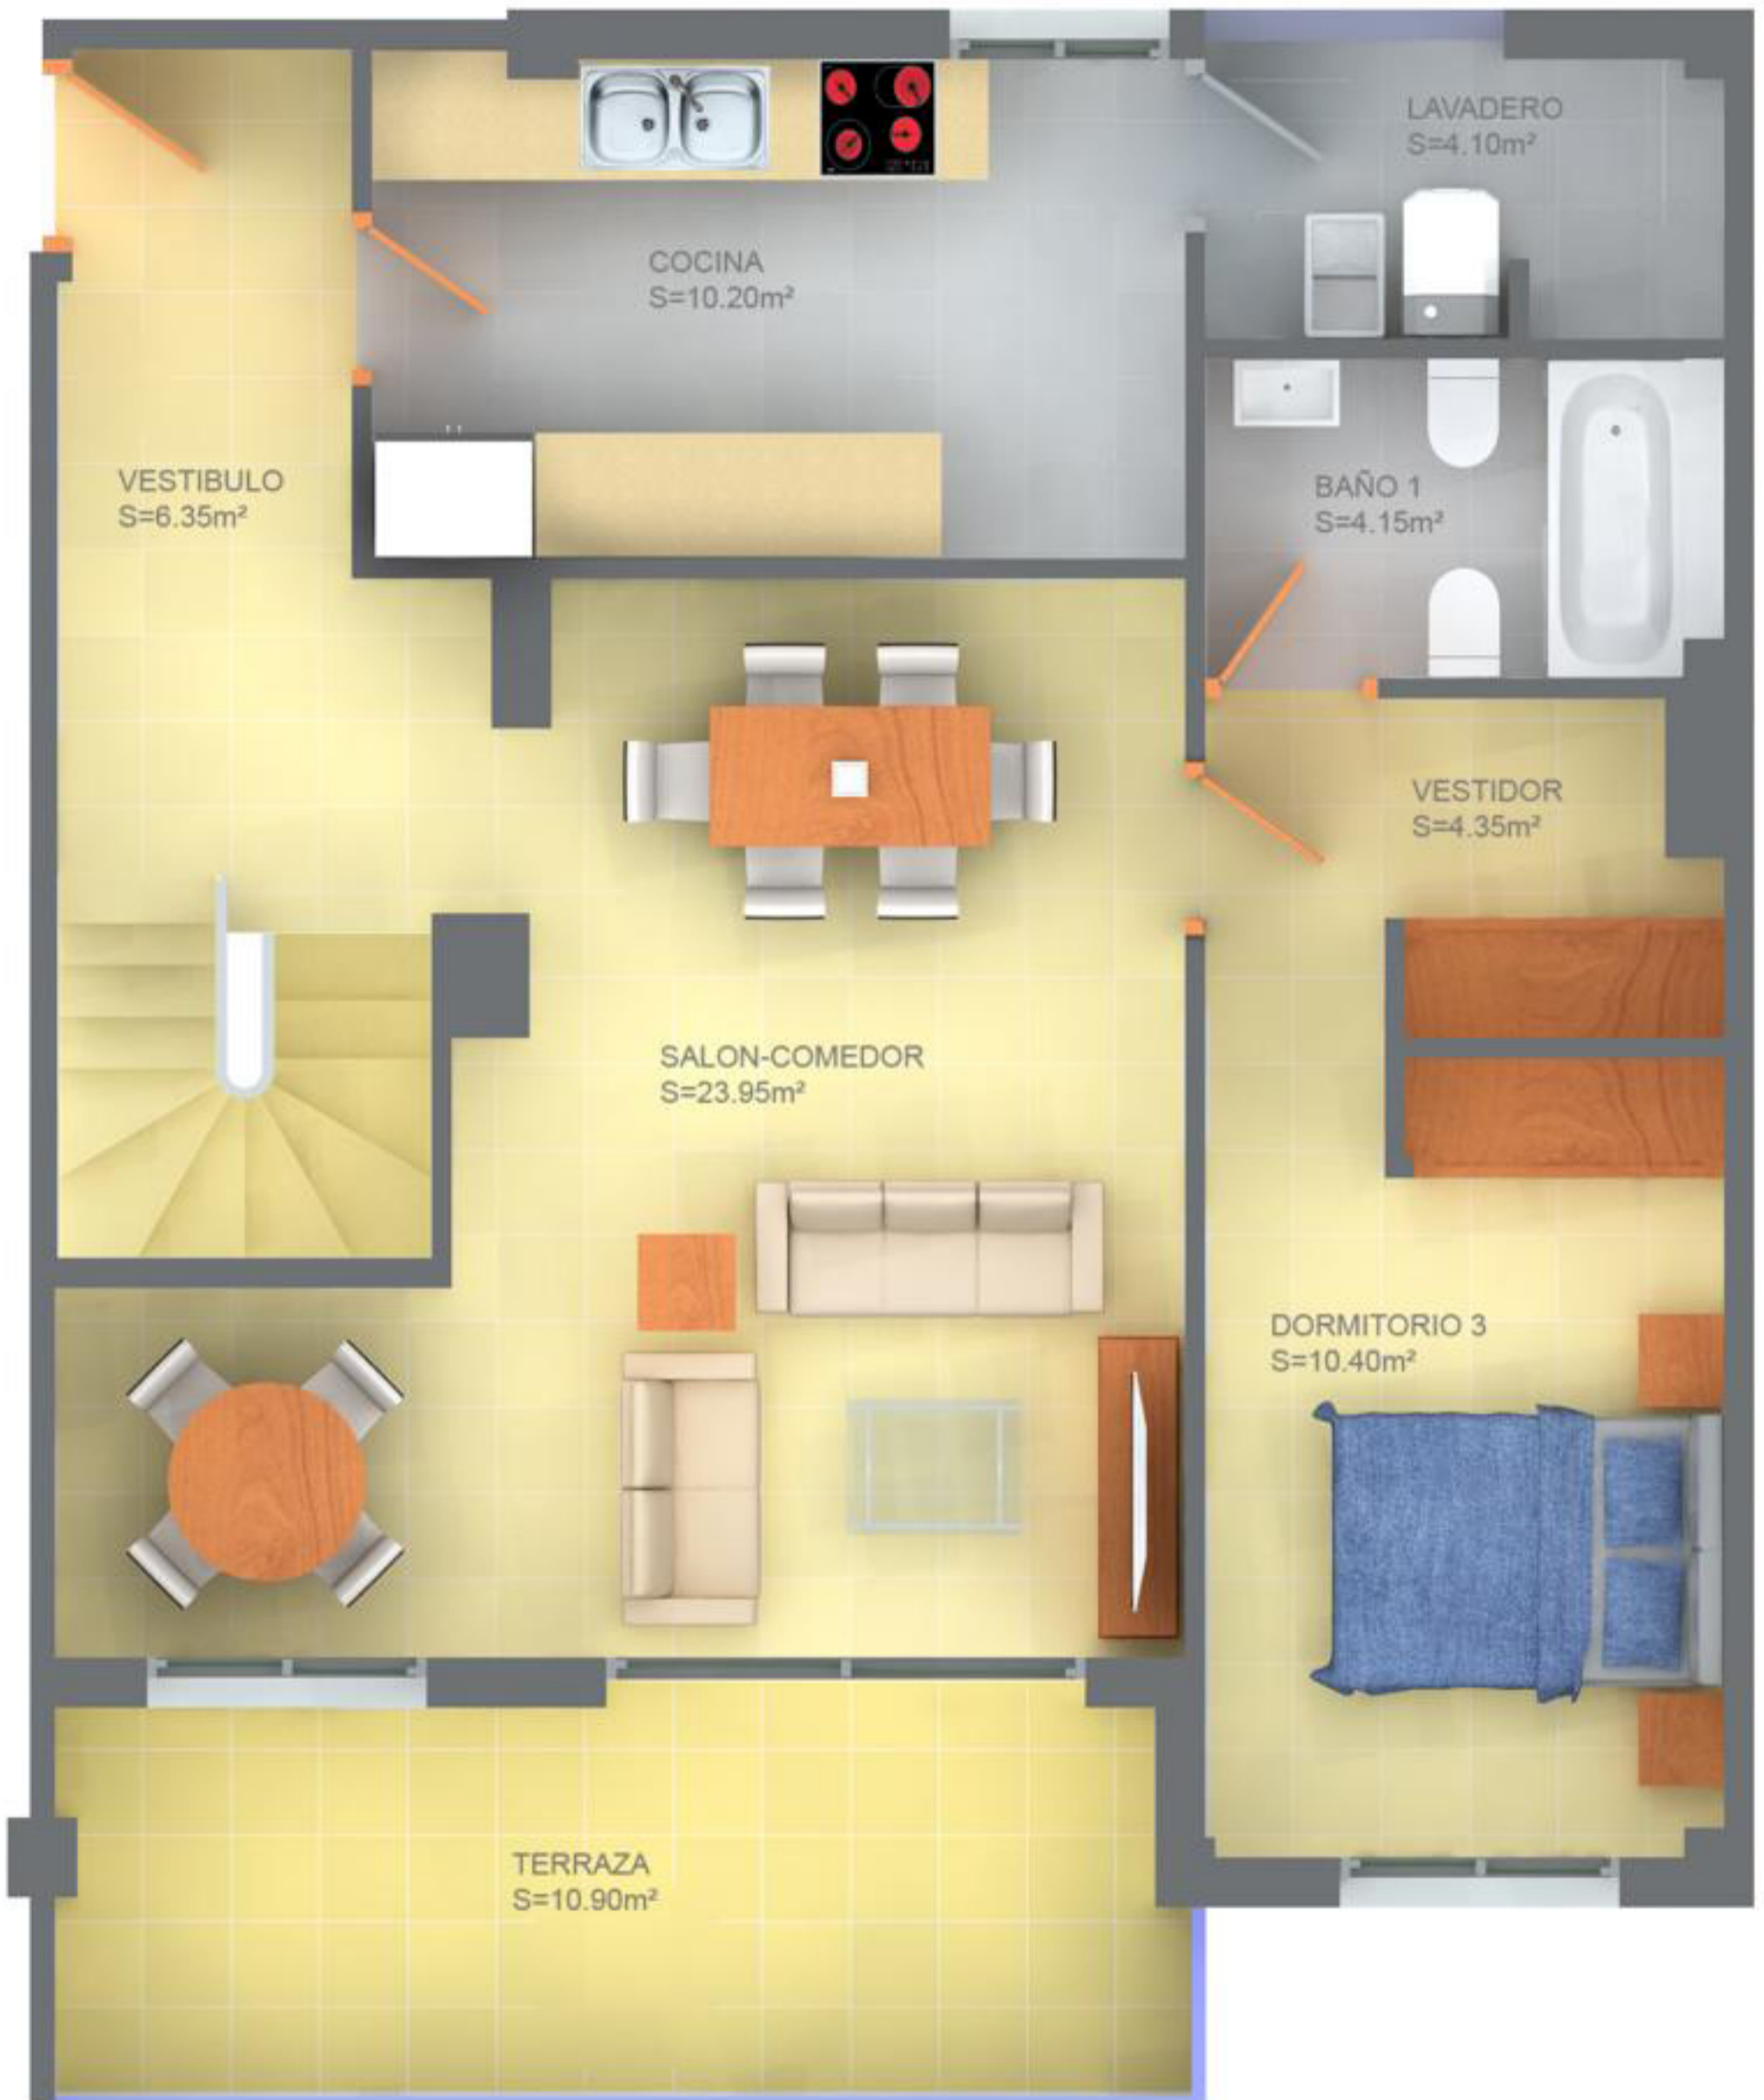 LAVADERO
S=4.10m²
COCINA
S=10.20m²
VESTIBULO
S=6.35m²
BAÑO 1
S=4.15m²
VESTIDOR
S=4.35m²
SALON-COMEDOR
S=23.95m²
DORMITORIO 3
S=10.40m²
TERRAZA
S=10.90m²